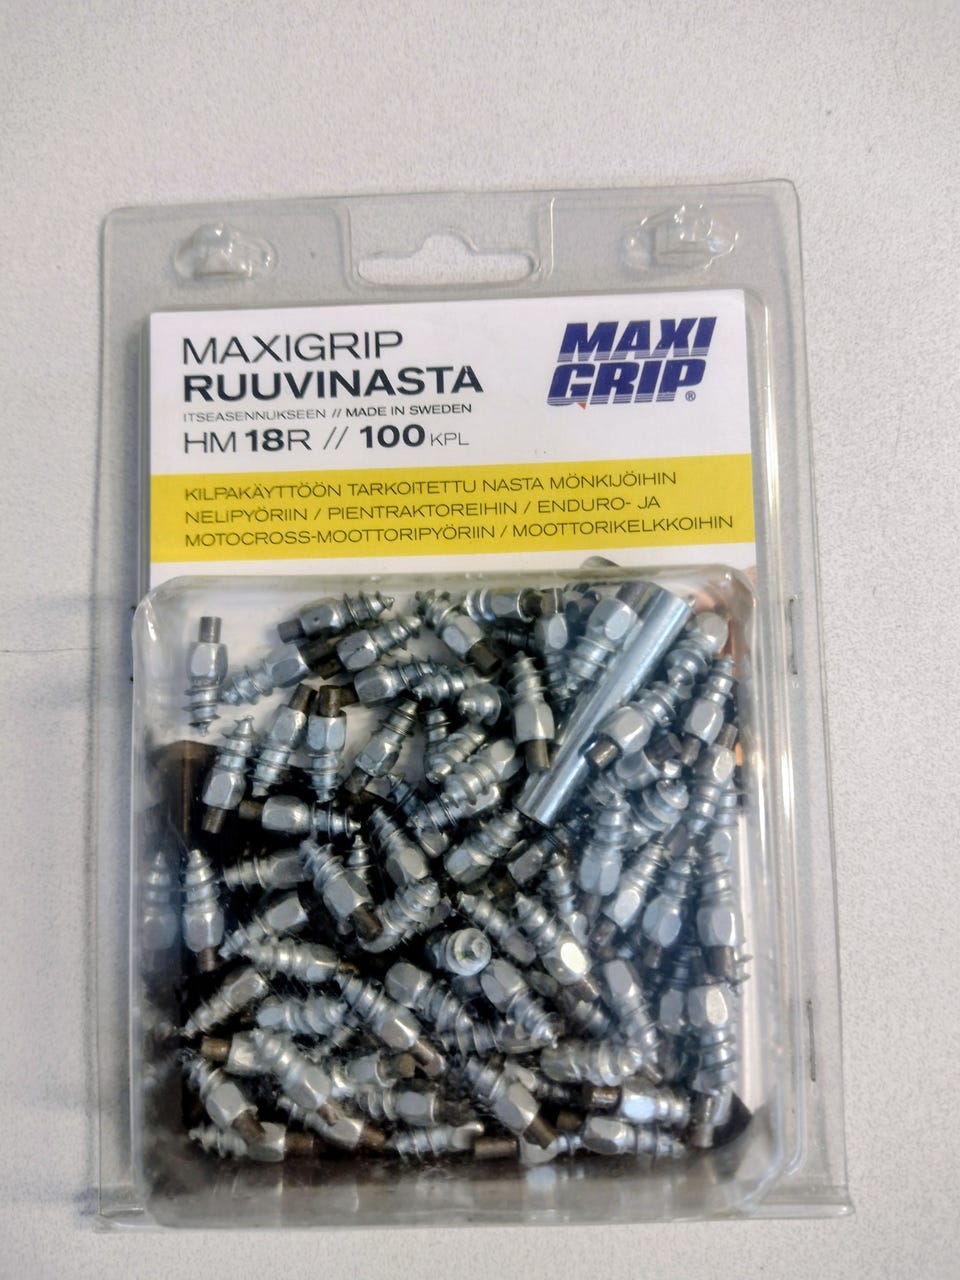 MAXIGRIP
RUUVINASTA
ITSEASENNUKSEEN // MADE IN SWEDEN
HM 18R // 100 KPL
MAXI
GRIP®
KILPAKÄYTTÖÖN TARKOITETTU NASTA MÖNKIJÖIHIN
NELIPYÖRIIN / PIENTRAKTOREIHIN / ENDURO- JA
MOTOCROSS-MOOTTORIPYÖRIIN / MOOTTORIKELKKOIHIN